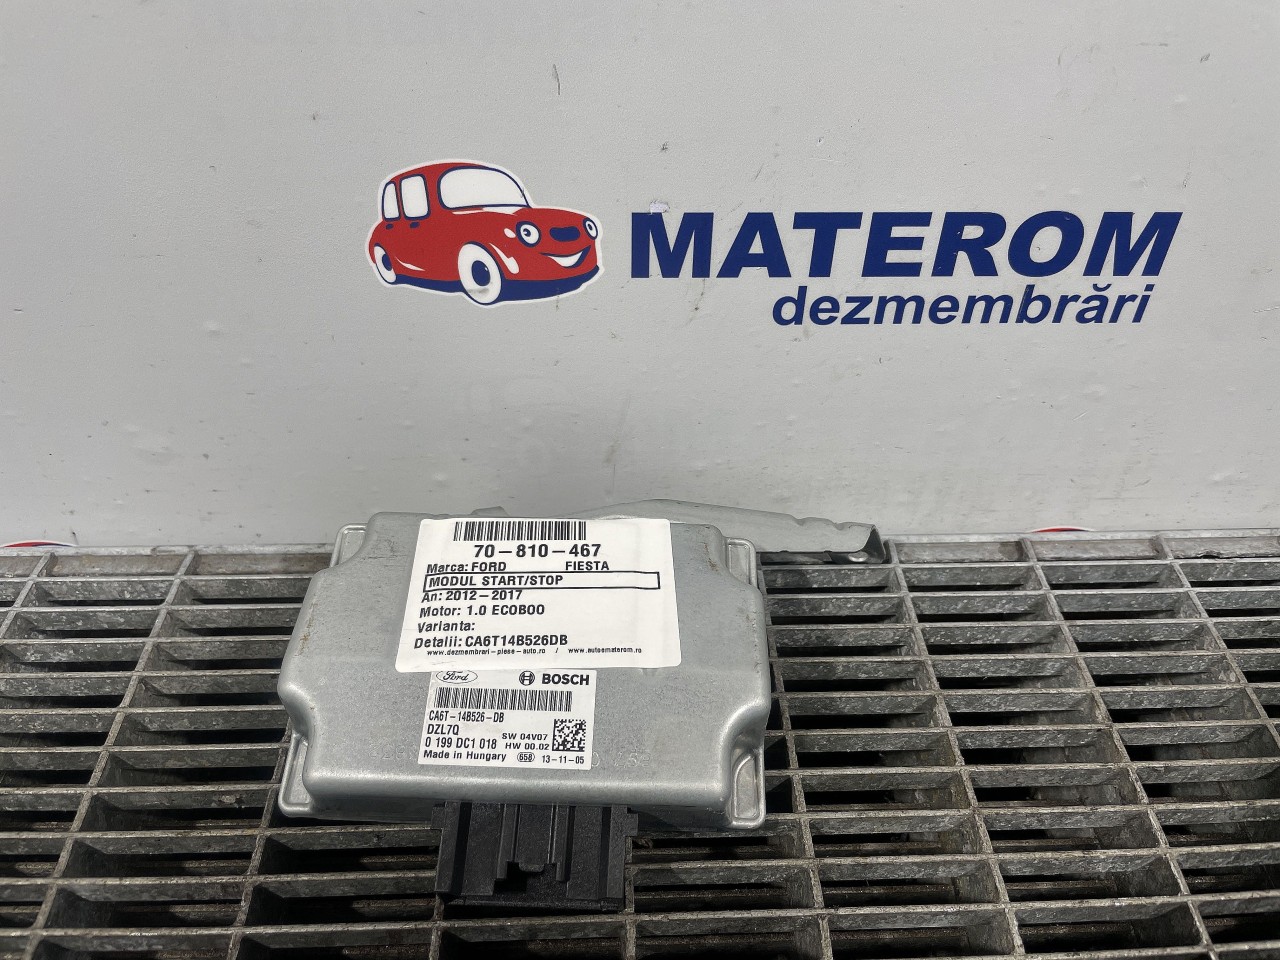 MATEROM
dezmembrări
70-810-467
Marca: FORD FIESTA
MODUL START/STOP
An: 2012-2017
Motor: 1.0 ECOBOO
Varianta:
Detalii: CA6T14B526DB
www.dezmembrari-piese-auto.ro / www.autosmaterom.ro
Ford BOSCH
CA6T-14B526-DB
DZL7Q
SW 04V07
0 199 DC1 018 HW 00.02
Made in Hungary 658 13-11-05